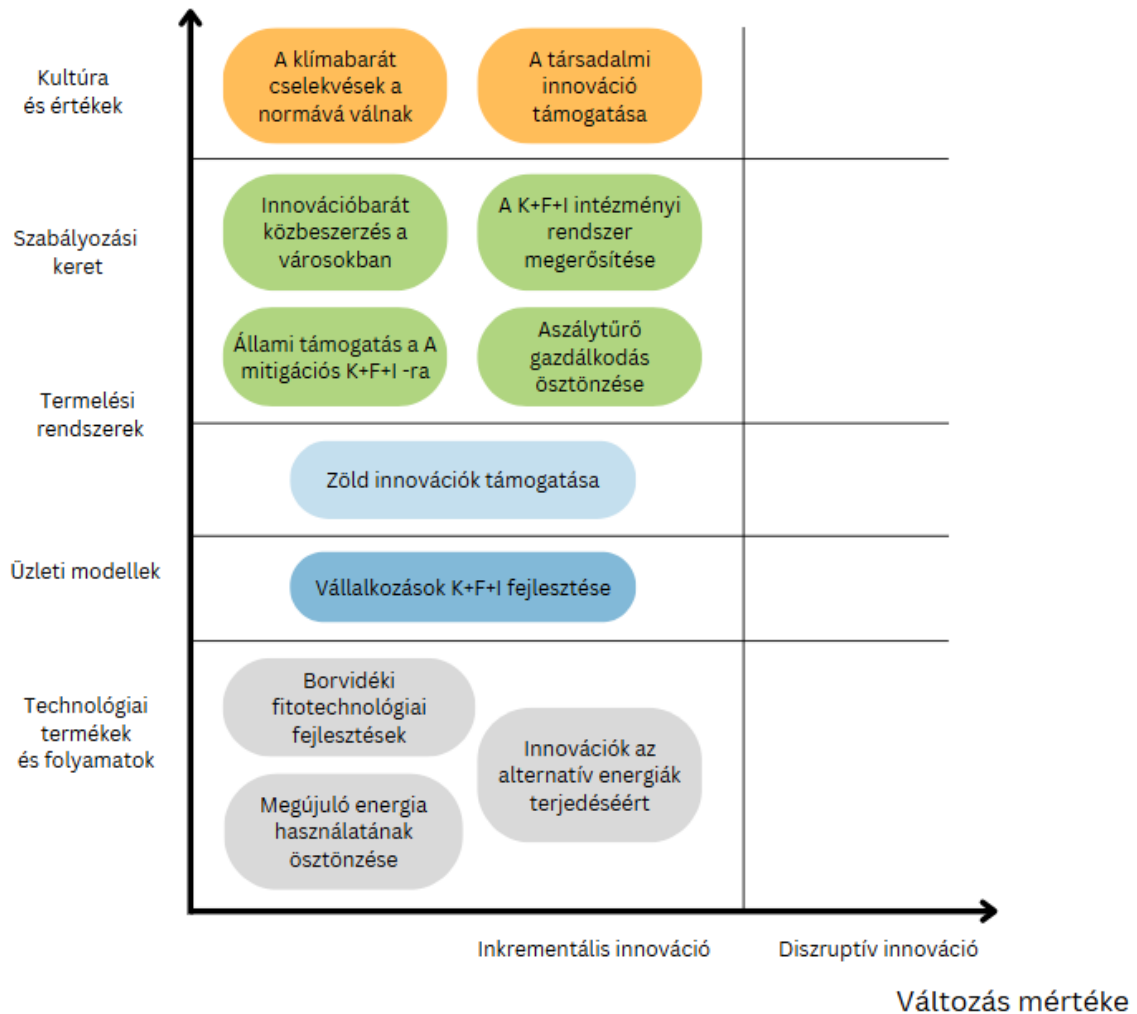 Kultúra
és értékek
A klímabarát
cselekvések a
normává válnak
A társadalmi
innováció
támogatása
Szabályozási
keret
Innovációbarát
közbeszerzés a
városokban
A K+F+I intézményi
rendszer
megerősítése
Állami támogatás a A
mitigációs K+F+I -ra
Aszálytűrő
gazdálkodás
ösztönzése
Termelési
rendszerek
Zöld innovációk támogatása
Üzleti modellek
Vállalkozások K+F+I fejlesztése
Technológiai
termékek
és folyamatok
Borvidéki
fitotechnológiai
fejlesztések
Innovációk az
alternatív energiák
terjedéséért
Megújuló energia
használatának
ösztönzése
Inkrementális innováció
Diszruptív innováció
Változás mértéke